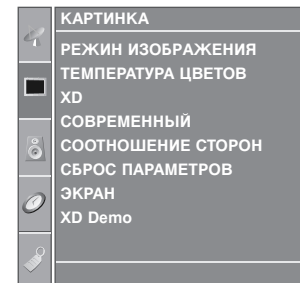 КАРТИНКА
РЕЖИН ИЗОБРАЖЕНИЯ
ТЕМПЕРАТУРА ЦВЕТОВ
XD
СОВРЕМЕННЫЙ
СООТНОШЕНИЕ СТОРОН
СБРОС ПАРАМЕТРОВ
ЭКРАН
XD Demo